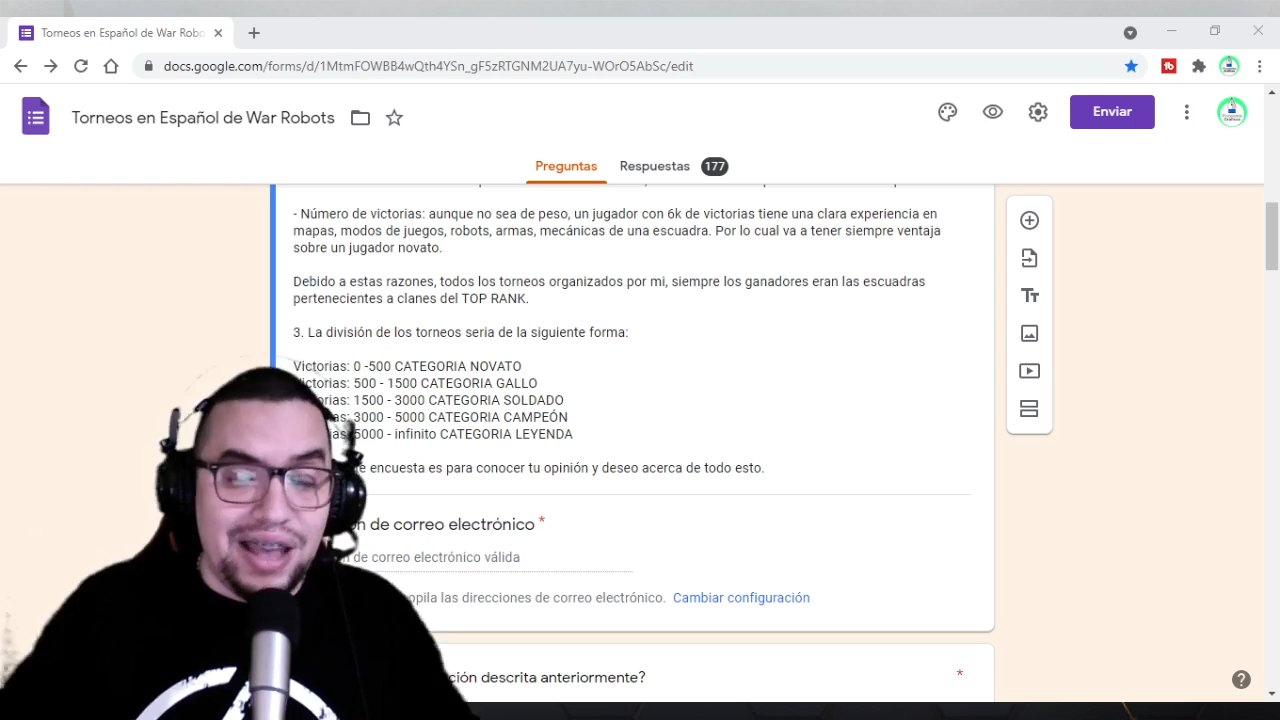 Torneos en Español de War Robo
docs.google.com/forms/d/1MtmFOWBB4wQth4YSn_gF5zRTGNM2UA7yu-WOrO5AbSc/edit
Torneos en Español de War Robots
Enviar
Preguntas
Respuestas 177
- Número de victorias: aunque no sea de peso, un jugador con 6k de victorias tiene una clara experiencia en
mapas, modos de juegos, robots, armas, mecánicas de una escuadra. Por lo cual va a tener siempre ventaja
sobre un jugador novato.
Debido a estas razones, todos los torneos organizados por mi, siempre los ganadores eran las escuadras
pertenecientes a clanes del TOP RANK.
3. La división de los torneos seria de la siguiente forma:
Victorias: 0 -500 CATEGORIA NOVATO
Victorias: 500 - 1500 CATEGORIA GALLO
1500 - 3000 CATEGORIA SOLDADO
3000 - 5000 CATEGORIA CAMPEÓN
5000 - infinito CATEGORIA LEYENDA
encuesta es para conocer tu opinión y deseo acerca de todo esto.
de correo electrónico *
de correo electrónico válida
las direcciones de correo electrónico. Cambiar configuración
descrita anteriormente? *